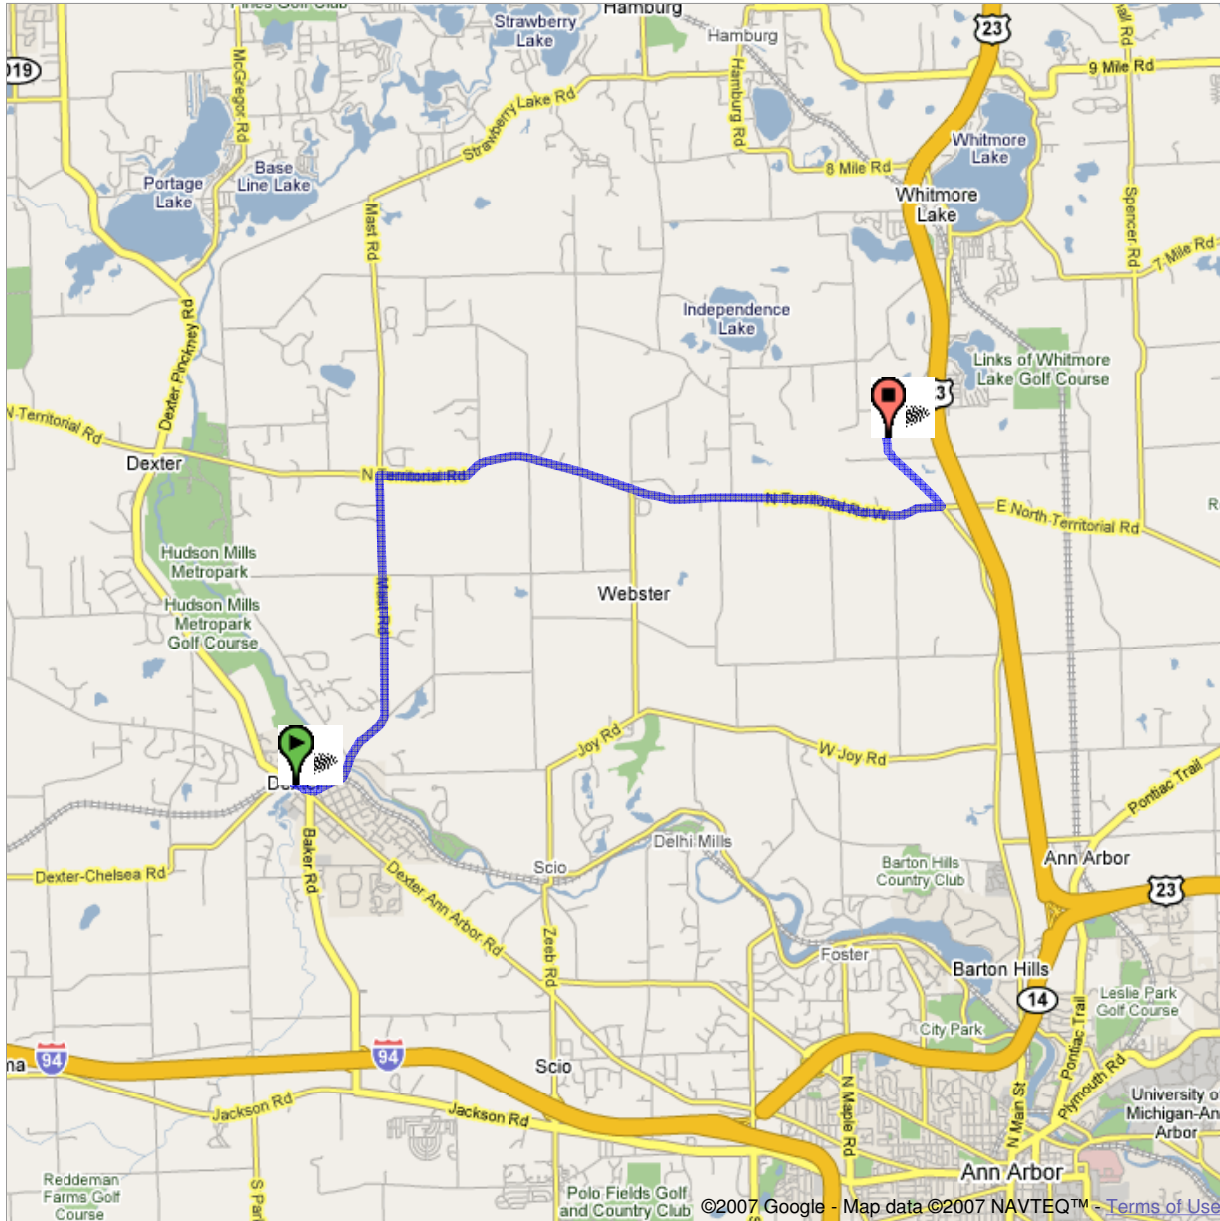 Pines Golf Club
Strawberry
Lake
Hamburg
Hamburg
23
9 Mile Rd
McGregor Rd
Strawberry Lake Rd
Hamburg Rd
Whitmore
Lake
8 Mile Rd
Portage
Lake
Base
Line Lake
Whitmore
Lake
Mast Rd
Spencer Rd
7 Mile Rd
Independence
Lake
Dexter Pinckney Rd
Links of Whitmore
Lake Golf Course
N Territorial Rd
Dexter
N Territorial Rd
N Territorial Rd W
E North-Territorial Rd
Hudson Mills
Metropark
Hudson Mills
Metropark
Golf Course
Mast Rd
Webster
Joy Rd
W Joy Rd
Pontiac Trail
Baker Rd
Dexter-Chelsea Rd
Dexter Ann Arbor Rd
Scio
Delhi Mills
Barton Hills
Country Club
Ann Arbor
23
Zeeb Rd
Foster
Barton Hills
14
Leslie Park
Golf Course
City Park
Pontiac Trail
94
94
Scio
Plymouth Rd
Jackson Rd
Jackson Rd
N Maple Rd
N Main St
University of
Michigan-Ann
Arbor
Ann Arbor
Reddeman
Farms Golf
Course
Polo Fields Golf
and Country Club
©2007 Google - Map data ©2007 NAVTEQ™ - Terms of Use